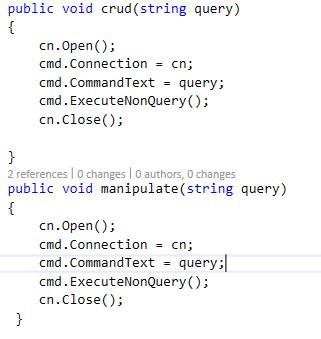 public void crud(string query)
{
cn.Open();
cmd.Connection = cn;
cmd.CommandText = query;
cmd.ExecuteNonQuery();
cn.Close();
}
2 references | 0 changes | 0 authors, 0 changes
public void manipulate(string query)
{
cn.Open();
cmd.Connection = cn;
cmd.CommandText = query;
cmd.ExecuteNonQuery();
cn.Close();
}